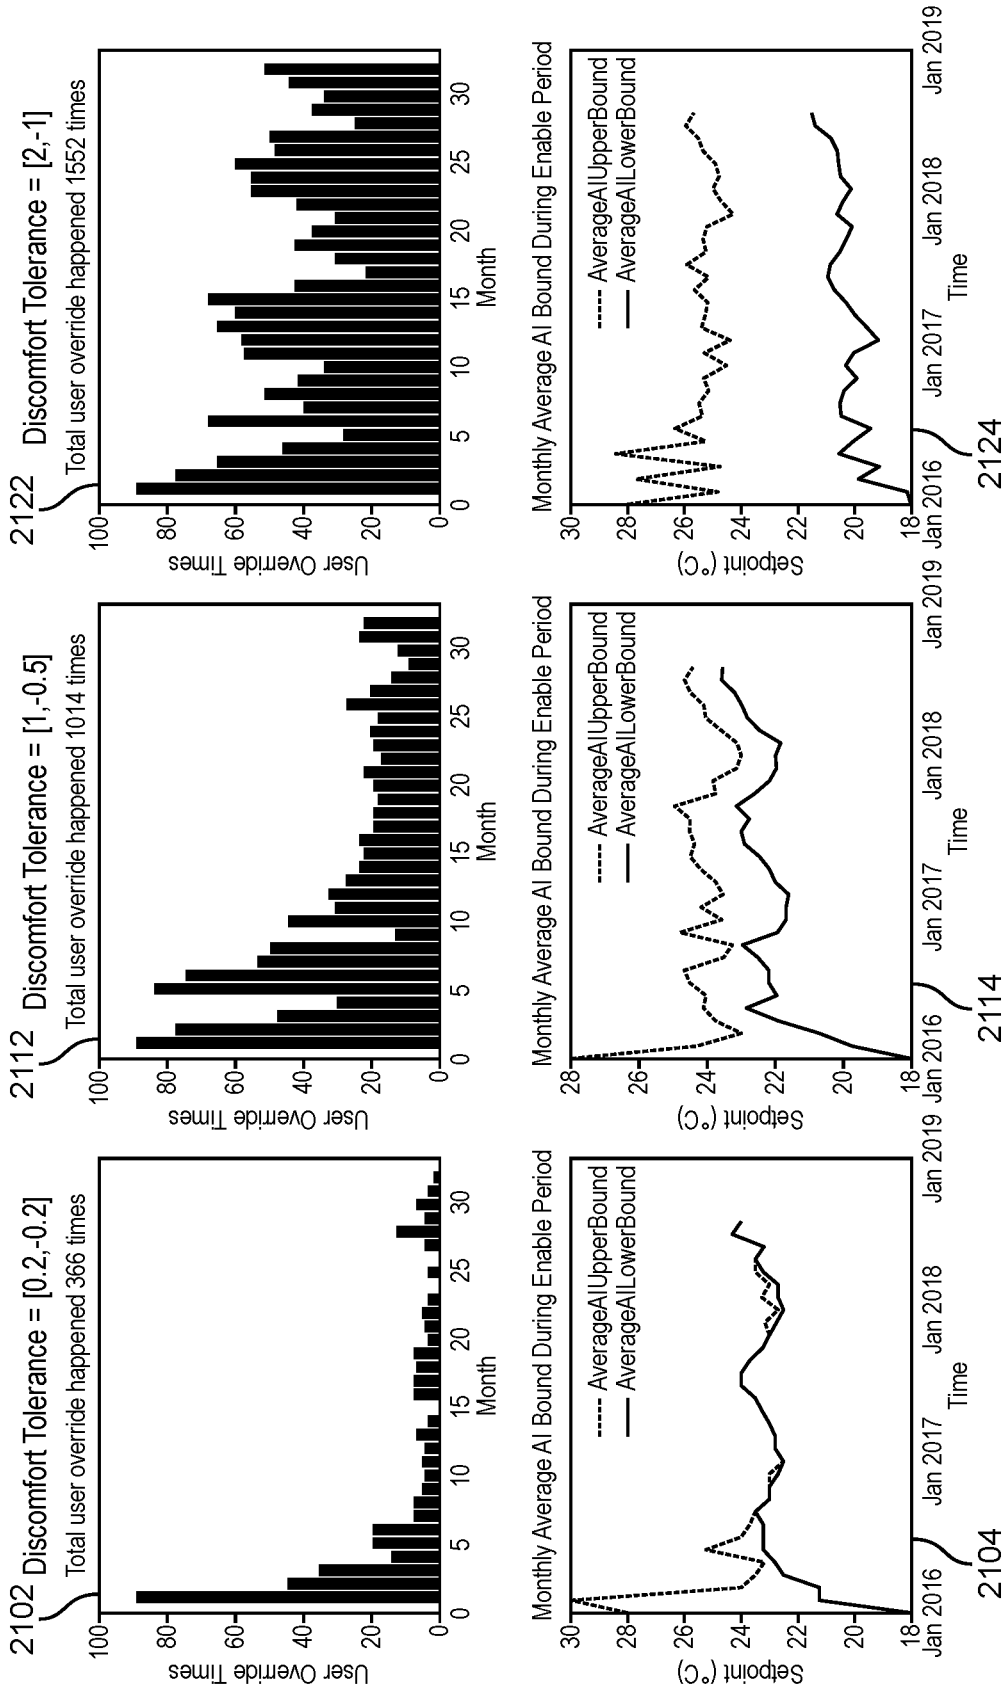 2102
Discomfort Tolerance = [0.2,-0.2]
Total user override happened 366 times
User Override Times
100
80
60
40
20
0
0 5 10 15 20 25 30
Month
Monthly Average AI Bound During Enable Period
AverageAIUpperBound
AverageAILowerBound
Setpoint (°C)
30
28
26
24
22
20
18
Jan 2016 Jan 2017 Jan 2018 Jan 2019
Time
2104
2112
Discomfort Tolerance = [1,-0.5]
Total user override happened 1014 times
User Override Times
100
80
60
40
20
0
0 5 10 15 20 25 30
Month
Monthly Average AI Bound During Enable Period
AverageAIUpperBound
AverageAILowerBound
Setpoint (°C)
28
26
24
22
20
18
Jan 2016 Jan 2017 Jan 2018 Jan 2019
Time
2114
2122
Discomfort Tolerance = [2,-1]
Total user override happened 1552 times
User Override Times
100
80
60
40
20
0
0 5 10 15 20 25 30
Month
Monthly Average AI Bound During Enable Period
AverageAIUpperBound
AverageAILowerBound
Setpoint (°C)
30
28
26
24
22
20
18
Jan 2016 Jan 2017 Jan 2018 Jan 2019
Time
2124